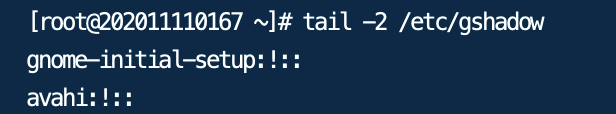 [root@202011110167 ~]# tail -2 /etc/gshadow
gnome-initial-setup:!::
avahi:!::